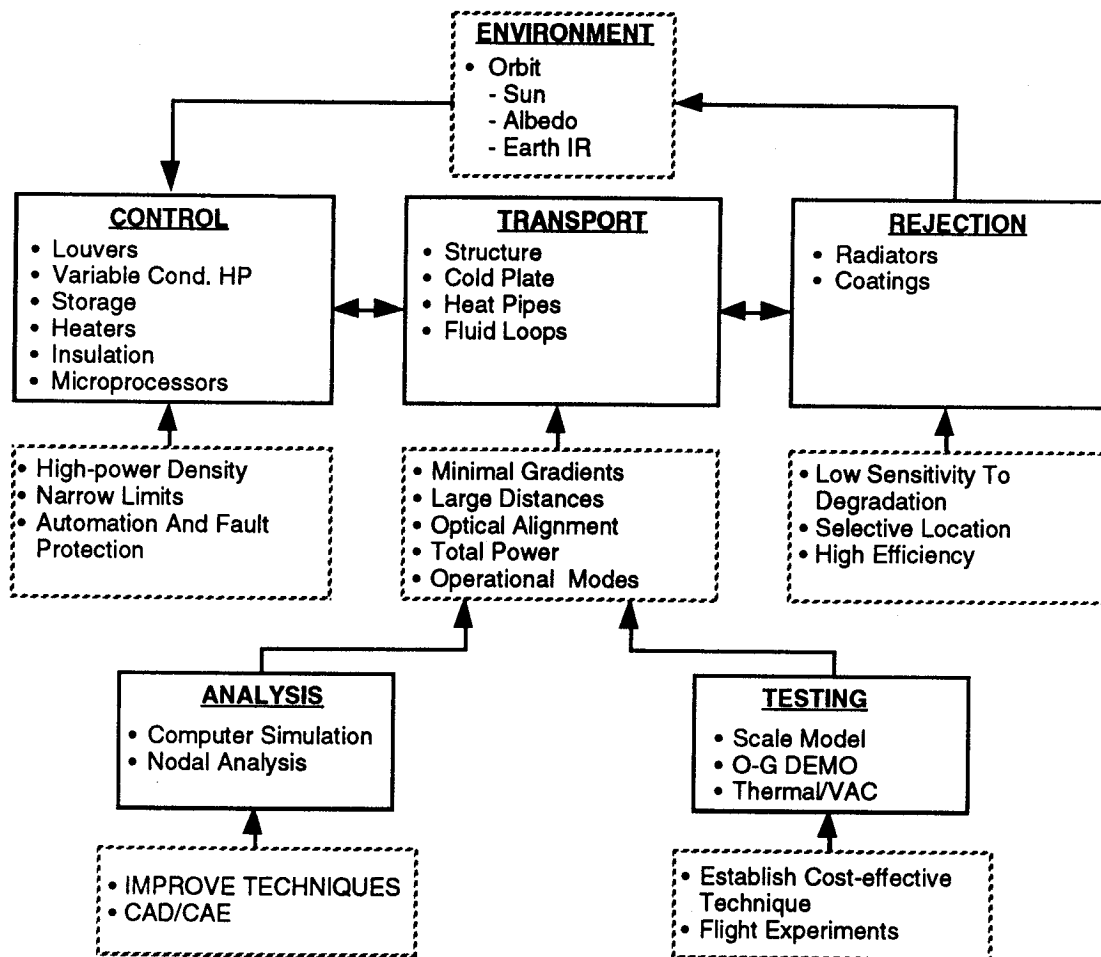 ENVIRONMENT
• Orbit
- Sun
- Albedo
- Earth IR
CONTROL
• Louvers
• Variable Cond. HP
• Storage
• Heaters
• Insulation
• Microprocessors
TRANSPORT
• Structure
• Cold Plate
• Heat Pipes
• Fluid Loops
REJECTION
• Radiators
• Coatings
• High-power Density
• Narrow Limits
• Automation And Fault
Protection
• Minimal Gradients
• Large Distances
• Optical Alignment
• Total Power
• Operational Modes
• Low Sensitivity To
Degradation
• Selective Location
• High Efficiency
ANALYSIS
• Computer Simulation
• Nodal Analysis
TESTING
• Scale Model
• O-G DEMO
• Thermal/VAC
• IMPROVE TECHNIQUES
• CAD/CAE
• Establish Cost-effective
Technique
• Flight Experiments